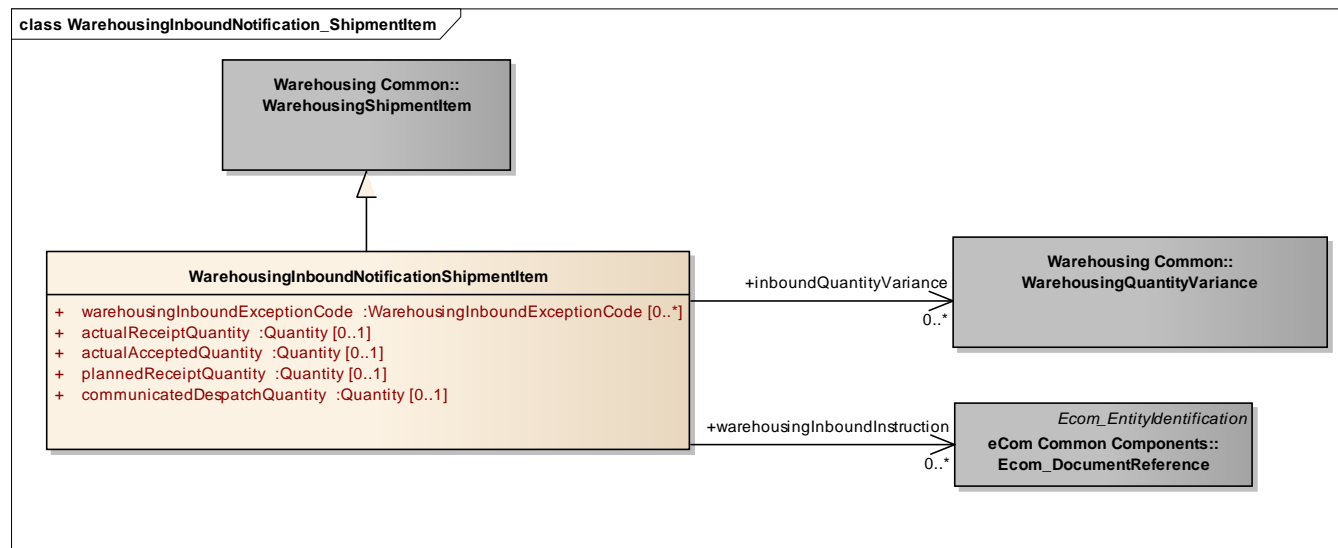 class WarehousingInboundNotification_ShipmentItem
Warehousing Common::
WarehousingShipmentItem
WarehousingInboundNotificationShipmentItem
+ warehousingInboundExceptionCode :WarehousingInboundExceptionCode [0..*]
+ actualReceiptQuantity :Quantity [0..1]
+ actualAcceptedQuantity :Quantity [0..1]
+ plannedReceiptQuantity :Quantity [0..1]
+ communicatedDespatchQuantity :Quantity [0..1]
+inboundQuantityVariance
0..*
Warehousing Common::
WarehousingQuantityVariance
+warehousingInboundInstruction
0..*
Ecom_EntityIdentification
eCom Common Components::
Ecom_DocumentReference